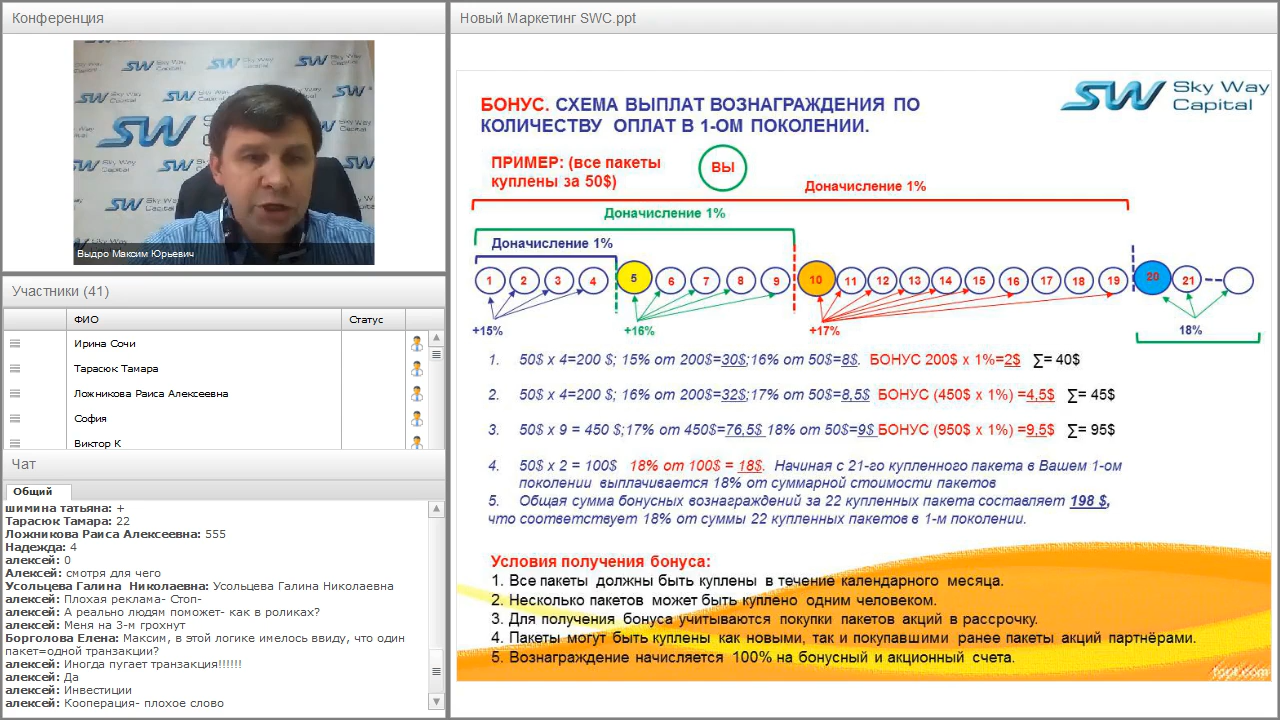 Конференция
Новый Маркетинг SWC.ppt
Выдро Максим Юрьевич
Участники (41)
ФИО
Статус
Ирина Сочи
Тарасюк Тамара
Ложникова Раиса Алексеевна
София
Виктор К
Чат
Общий
шимина татьяна: +
Тарасюк Тамара: 22
Ложникова Раиса Алексеевна: 555
Надежда: 4
алексей: 0
Алексей: смотря для чего
Усольцева Галина Николаевна: Усольцева Галина Николаевна
алексей: Плохая реклама- Стоп-
алексей: А реально людям поможет- как в роликах?
алексей: Меня на 3-м грохнут
Борголова Елена: Максим, в этой логике имелось ввиду, что один
пакет=одной транзакции?
алексей: Иногда пугает транзакция!!!!!!
алексей: Да
алексей: Инвестиции
алексей: Кооперация- плохое слово
SW Sky Way
Capital
БОНУС. СХЕМА ВЫПЛАТ ВОЗНАГРАЖДЕНИЯ ПО
КОЛИЧЕСТВУ ОПЛАТ В 1-ОМ ПОКОЛЕНИИ.
ПРИМЕР: (все пакеты
куплены за 50$)
ВЫ
Доначисление 1%
Доначисление 1%
Доначисление 1%
1 2 3 4 5 6 7 8 9 10 11 12 13 14 15 16 17 18 19 20 21
+15% +16% +17% 18%
1. 50$ x 4=200 $; 15% от 200$=30$;16% от 50$=8$. БОНУС 200$ x 1%=2$ ∑= 40$
2. 50$ x 4=200 $; 16% от 200$=32$;17% от 50$=8,5$ БОНУС (450$ x 1%) =4,5$ ∑= 45$
3. 50$ x 9 = 450 $;17% от 450$=76,5$ 18% от 50$=9$ БОНУС (950$ x 1%) =9,5$ ∑= 95$
4. 50$ x 2 = 100$ 18% от 100$ = 18$. Начиная с 21-го купленного пакета в Вашем 1-ом
поколении выплачивается 18% от суммарной стоимости пакетов
5. Общая сумма бонусных вознаграждений за 22 купленных пакета составляет 198 $,
что соответствует 18% от суммы 22 купленных пакетов в 1-м поколении.
Условия получения бонуса:
1. Все пакеты должны быть куплены в течение календарного месяца.
2. Несколько пакетов может быть куплено одним человеком.
3. Для получения бонуса учитываются покупки пакетов акций в рассрочку.
4. Пакеты могут быть куплены как новыми, так и покупавшими ранее пакеты акций партнёрами.
5. Вознаграждение начисляется 100% на бонусный и акционный счета.
fppt.com